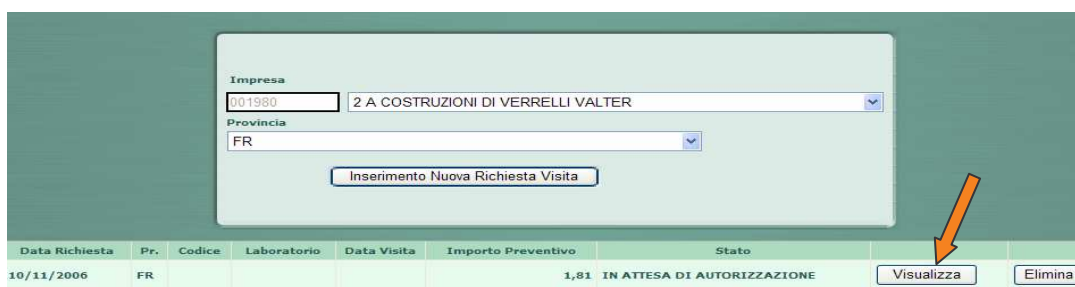 Impresa
001980 2 A COSTRUZIONI DI VERRELLI VALTER
Provincia
FR
Inserimento Nuova Richiesta Visita
Data Richiesta Pr. Codice Laboratorio Data Visita Importo Preventivo Stato
10/11/2006 FR 1,81 IN ATTESA DI AUTORIZZAZIONE Visualizza Elimina